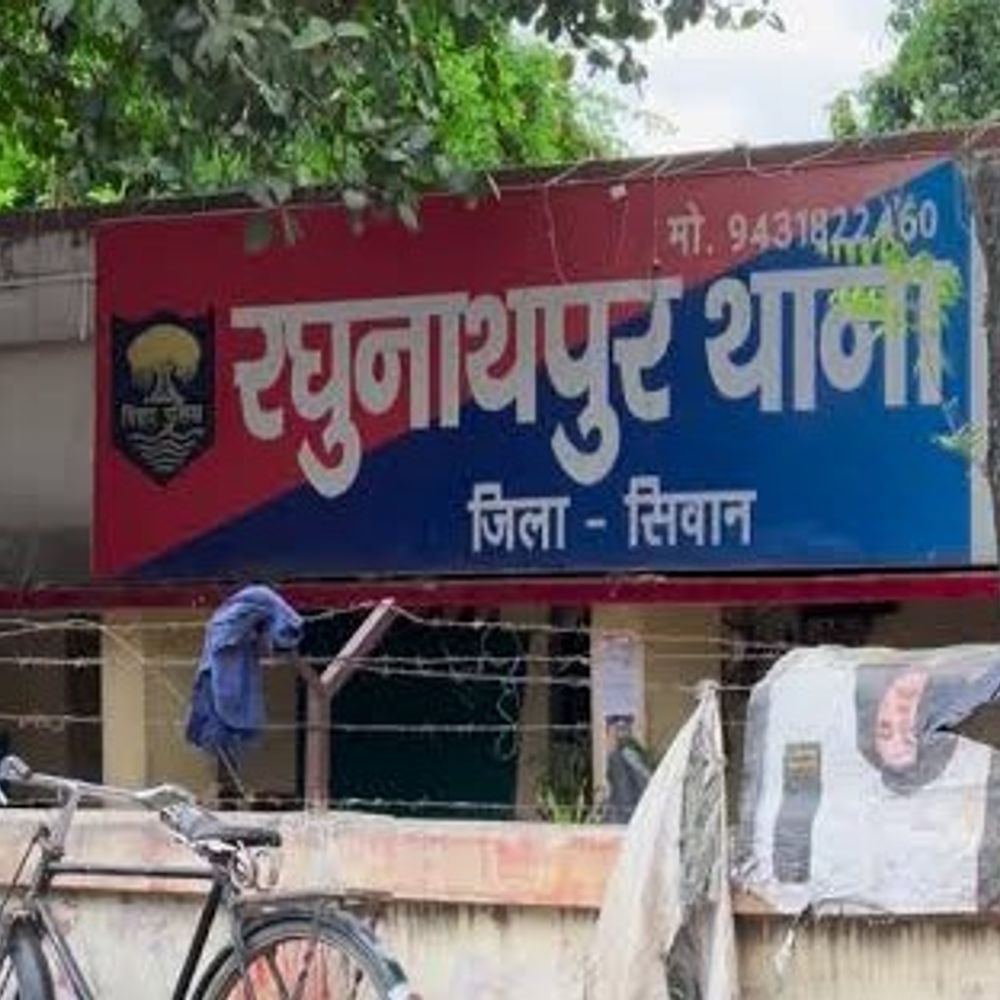 मो. 9431822460
रघुनाथपुर थाना
जिला - सिवान